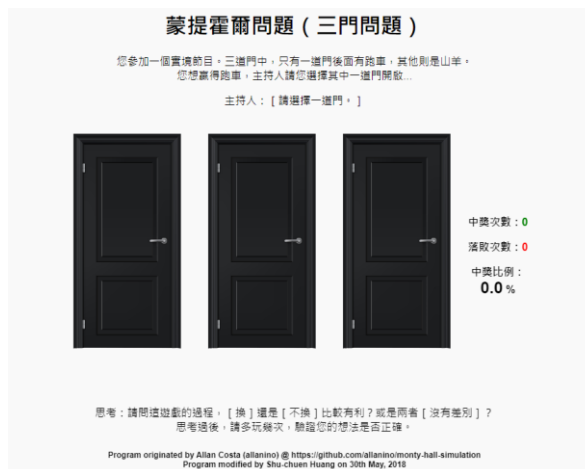 蒙提霍爾問題（三門問題）
您參加一個實境節目。三道門中，只有一道門後面有跑車，其他則是山羊。
您想贏得跑車，主持人請您選擇其中一道門開啟...
主持人：[ 請選擇一道門。]
中獎次數：0
落敗次數：0
中獎比例：
0.0 %
思考：請問這遊戲的過程，[ 換 ] 還是 [ 不換 ] 比較有利？或是兩者 [ 沒有差別 ] ？
思考過後，請多玩幾次，驗證您的想法是否正確。
Program originated by Allan Costa (allanino) @ https://github.com/allanino/monty-hall-simulation
Program modified by Shu-chuen Huang on 30th May, 2018